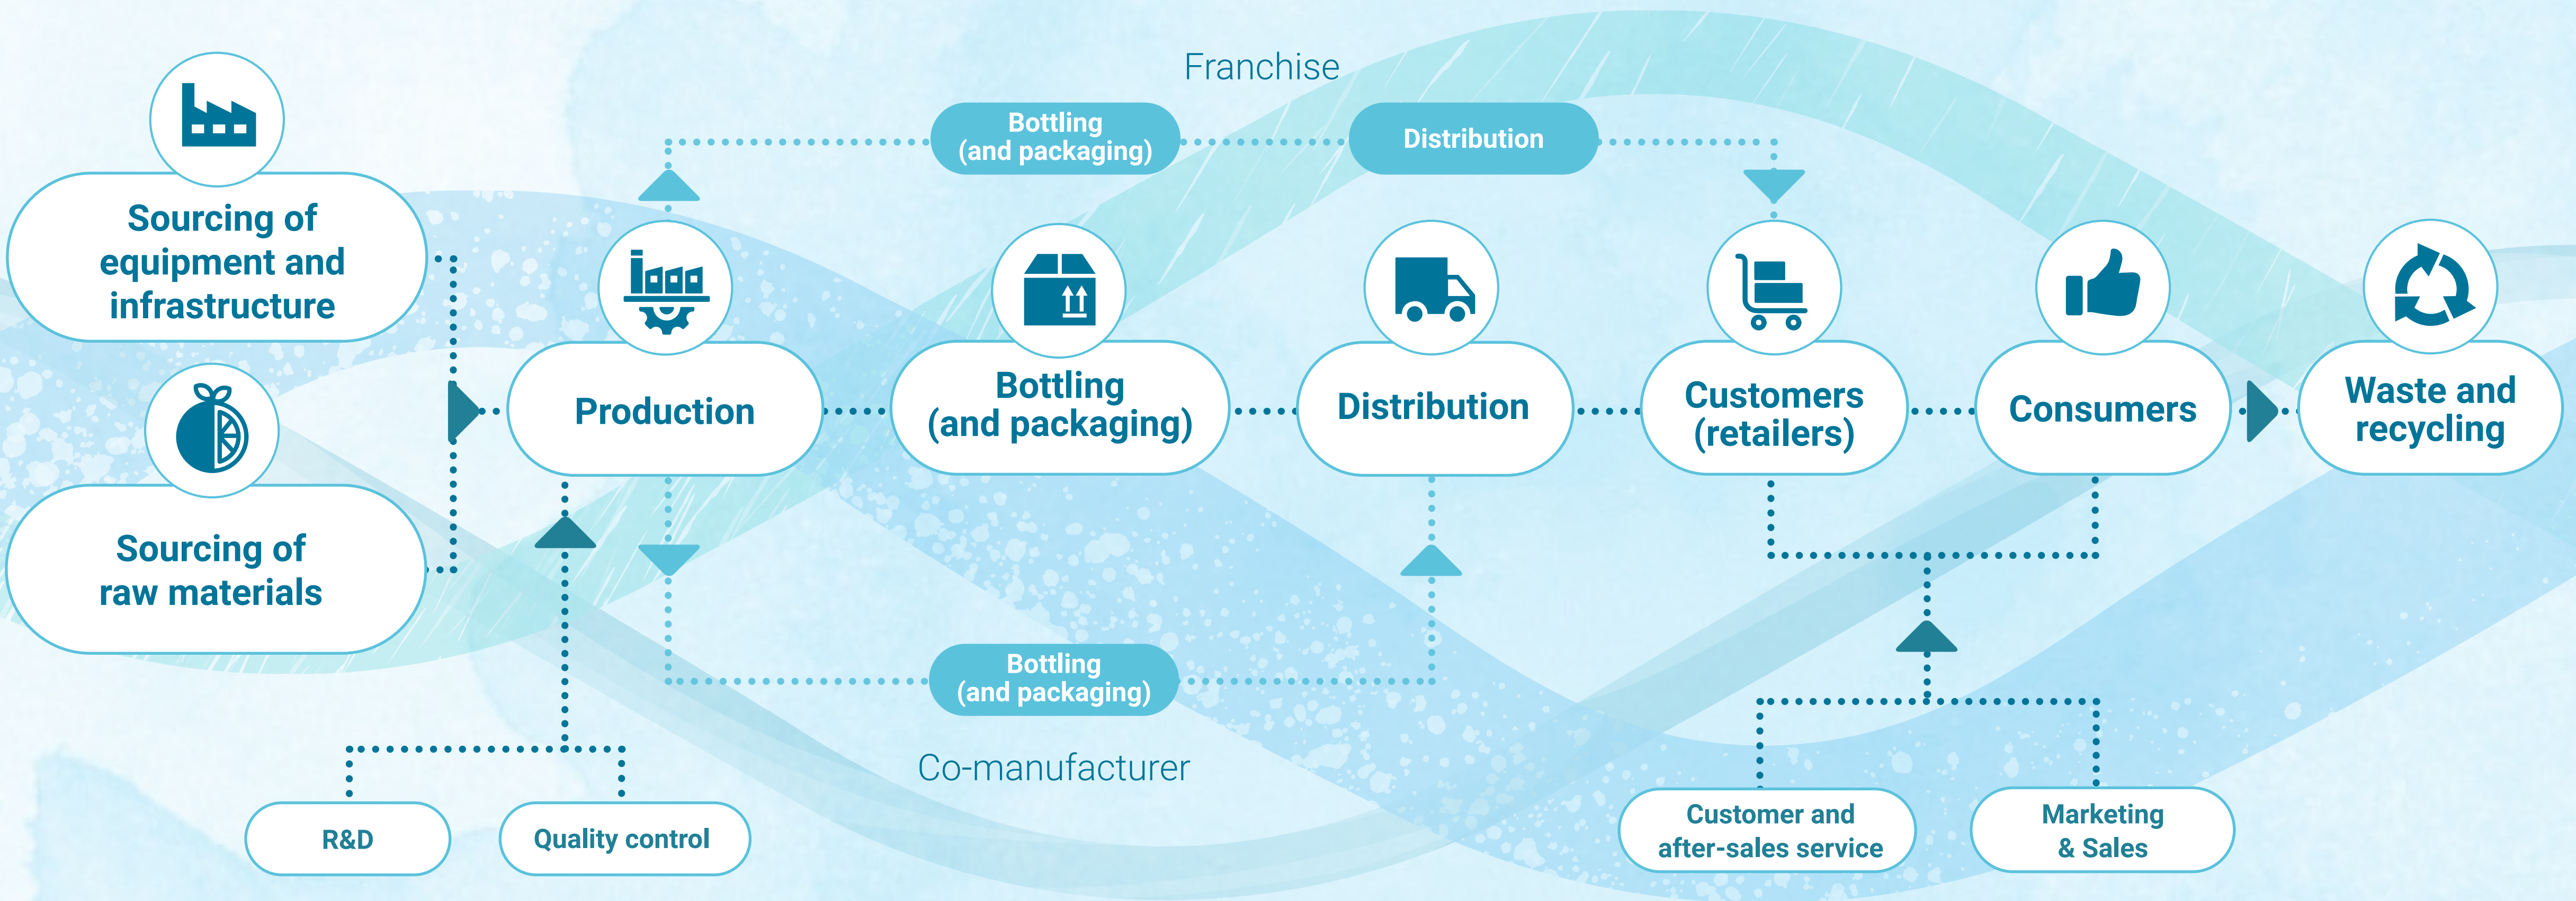 Franchise
Bottling
(and packaging)
Distribution
Sourcing of
equipment and
infrastructure
Sourcing of
raw materials
Production
Bottling
(and packaging)
Distribution
Customers
(retailers)
Consumers
Waste and
recycling
Bottling
(and packaging)
Co-manufacturer
R&D
Quality control
Customer and
after-sales service
Marketing
& Sales